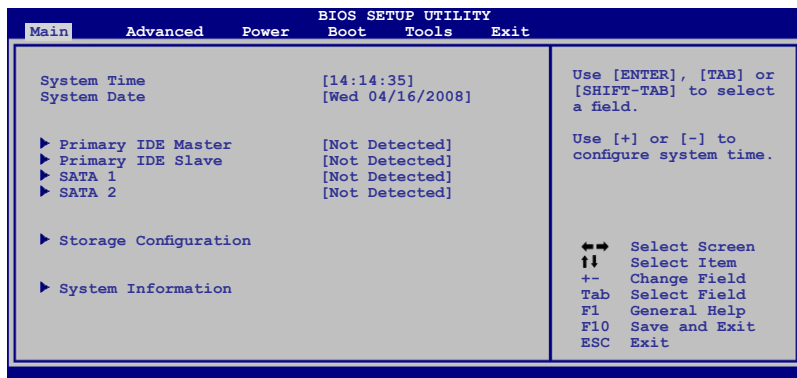 BIOS SETUP UTILITY
Main Advanced Power Boot Tools Exit
System Time [14:14:35]
System Date [Wed 04/16/2008]
Primary IDE Master [Not Detected]
Primary IDE Slave [Not Detected]
SATA 1 [Not Detected]
SATA 2 [Not Detected]
Storage Configuration
System Information
Use [ENTER], [TAB] or
[SHIFT-TAB] to select
a field.
Use [+] or [-] to
configure system time.
←→ Select Screen
↑↓ Select Item
+- Change Field
Tab Select Field
F1 General Help
F10 Save and Exit
ESC Exit